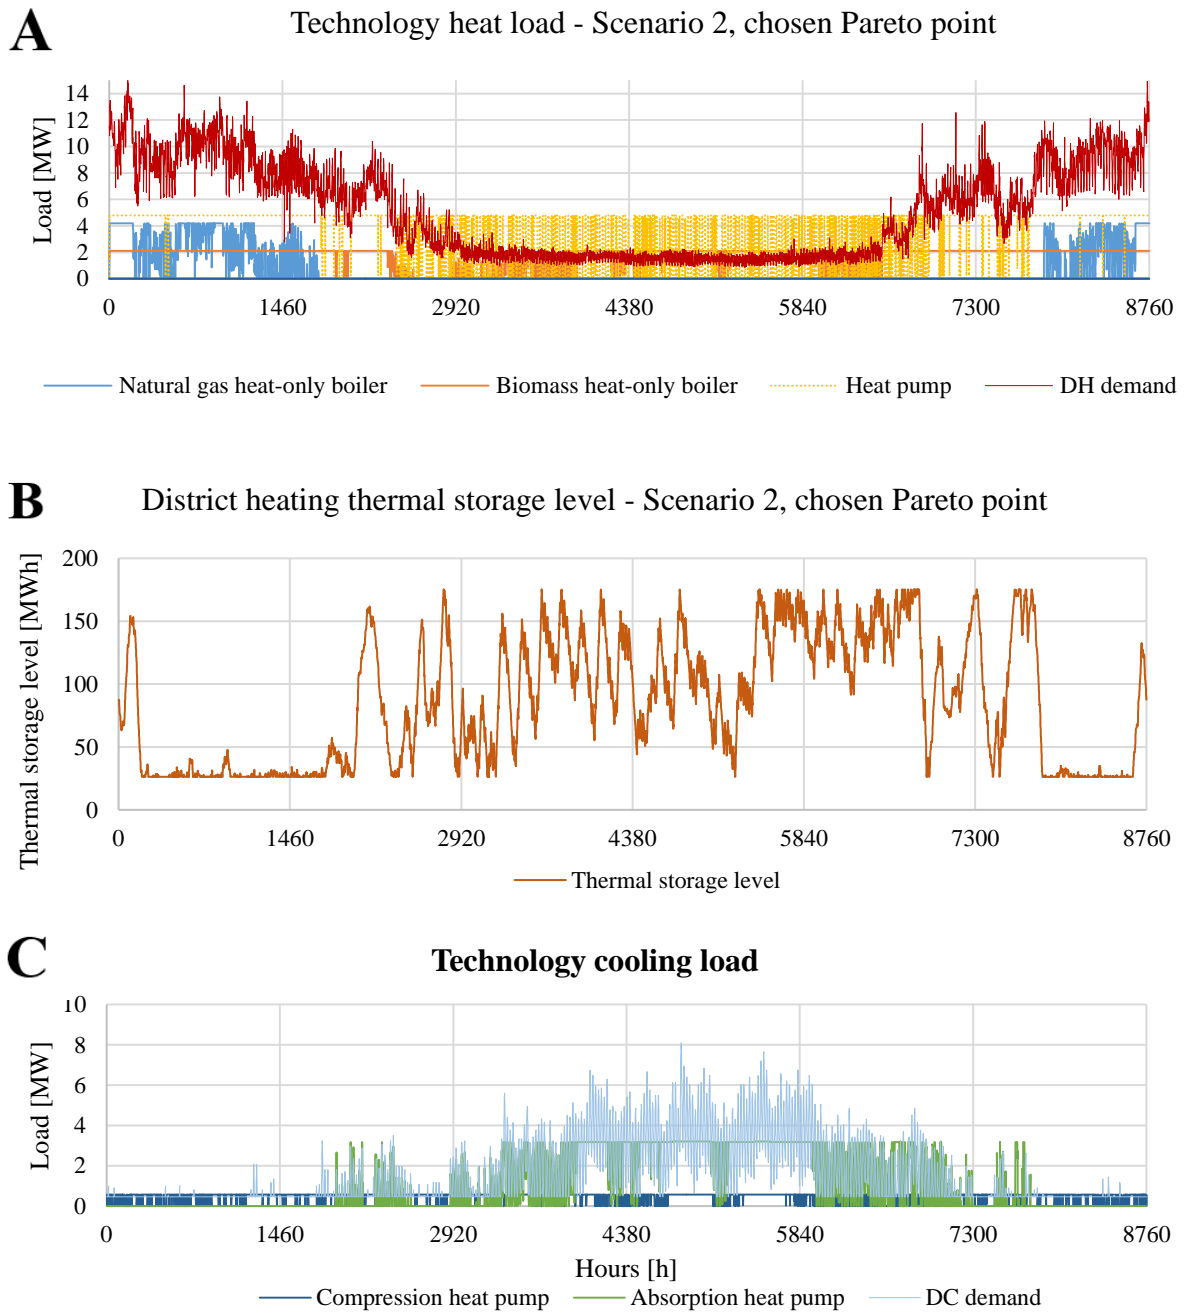 A
Technology heat load - Scenario 2, chosen Pareto point
Load [MW]
14
12
10
8
6
4
2
0
0 1460 2920 4380 5840 7300 8760
Natural gas heat-only boiler Biomass heat-only boiler Heat pump DH demand
B
District heating thermal storage level - Scenario 2, chosen Pareto point
Thermal storage level [MWh]
200
150
100
50
0
0 1460 2920 4380 5840 7300 8760
Thermal storage level
C
Technology cooling load
Load [MW]
10
8
6
4
2
0
0 1460 2920 4380 5840 7300 8760
Hours [h]
Compression heat pump Absorption heat pump DC demand